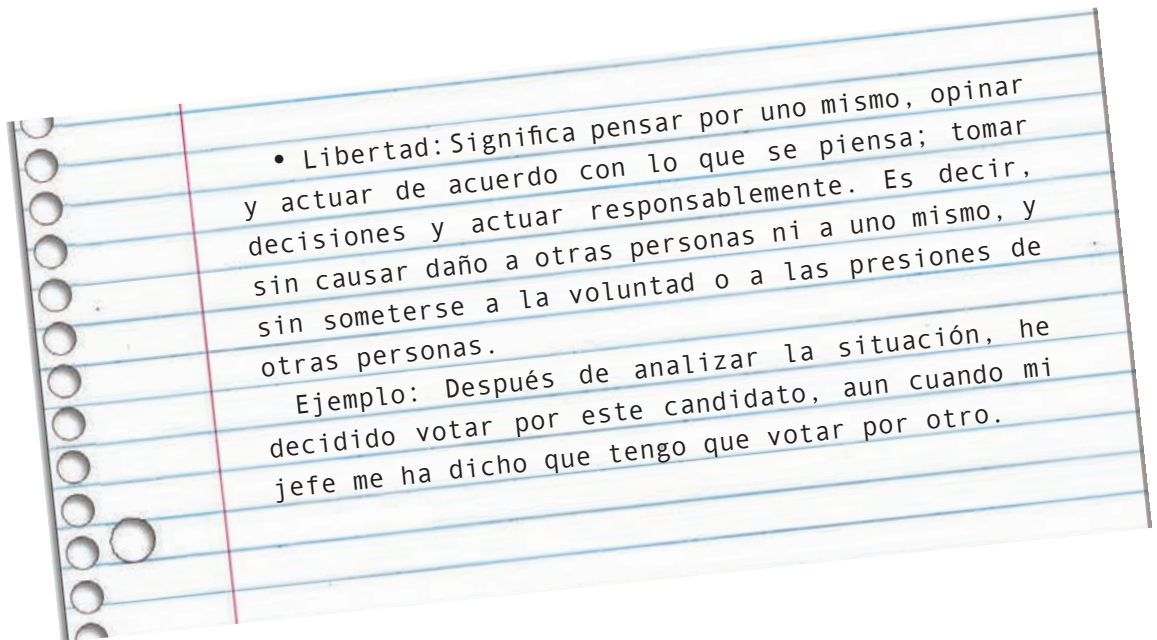 • Libertad: Significa pensar por uno mismo, opinar
y actuar de acuerdo con lo que se piensa; tomar
decisiones y actuar responsablemente. Es decir,
sin causar daño a otras personas ni a uno mismo, y
sin someterse a la voluntad o a las presiones de
otras personas.
Ejemplo: Después de analizar la situación, he
decidido votar por este candidato, aun cuando mi
jefe me ha dicho que tengo que votar por otro.